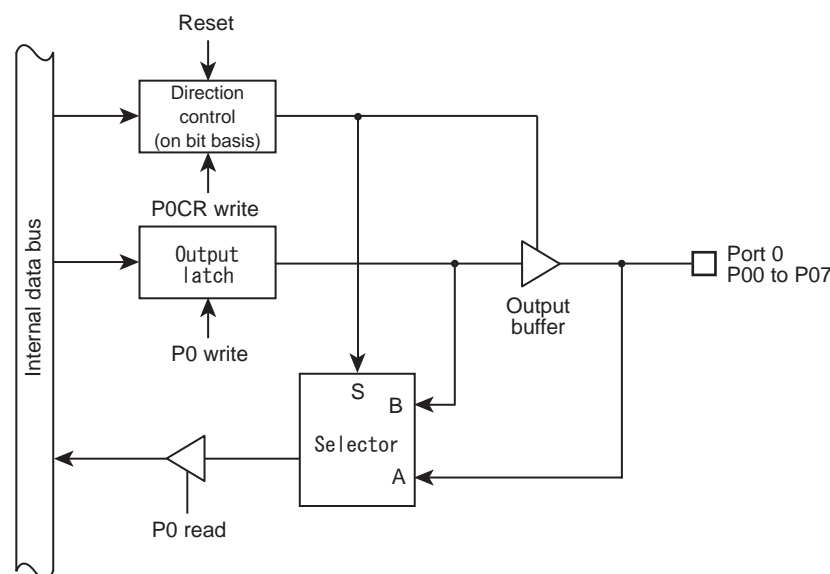 Reset
Direction
control
(on bit basis)
P0CR write
Internal data bus
Output
latch
P0 write
Output
buffer
Port 0
P00 to P07
S
B
Selector
A
P0 read